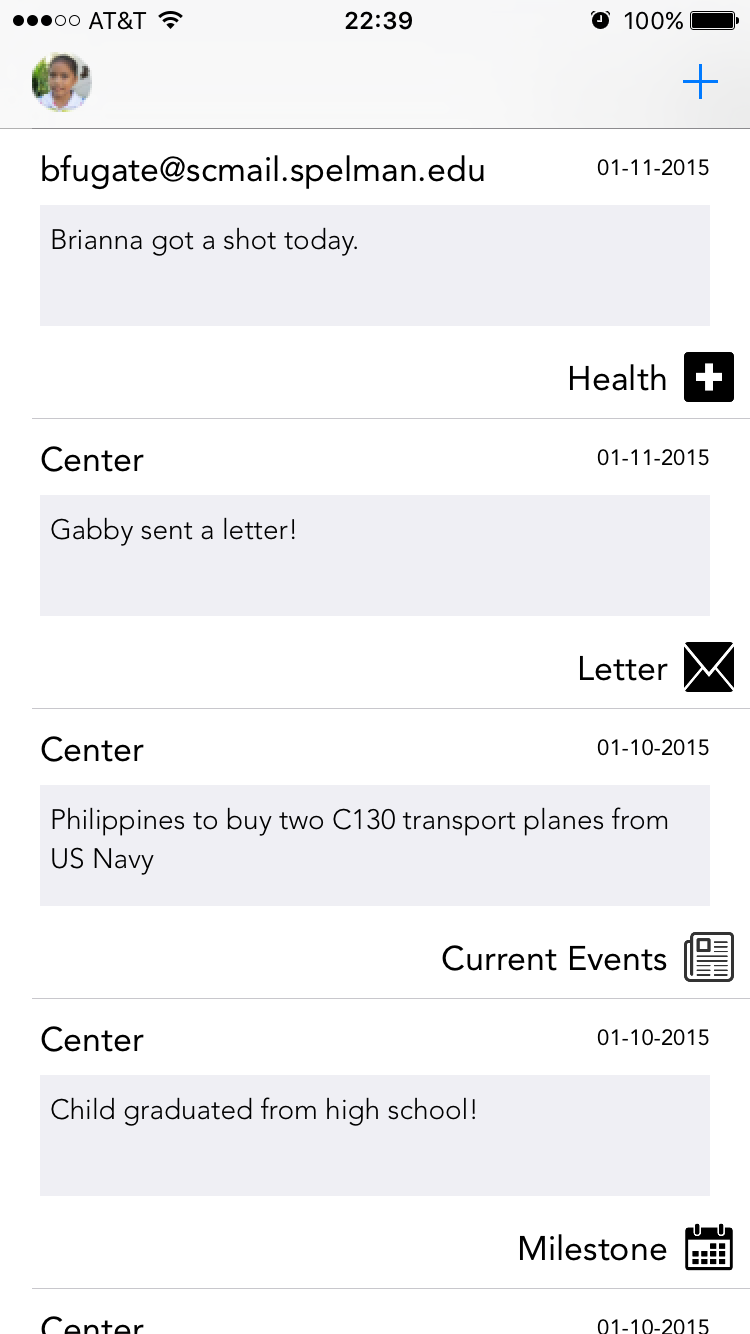 AT&T 22:39 100%
bfugate@scmail.spelman.edu 01-11-2015
Brianna got a shot today.
Health
Center 01-11-2015
Gabby sent a letter!
Letter
Center 01-10-2015
Philippines to buy two C130 transport planes from
US Navy
Current Events
Center 01-10-2015
Child graduated from high school!
Milestone
Center 01-10-2015